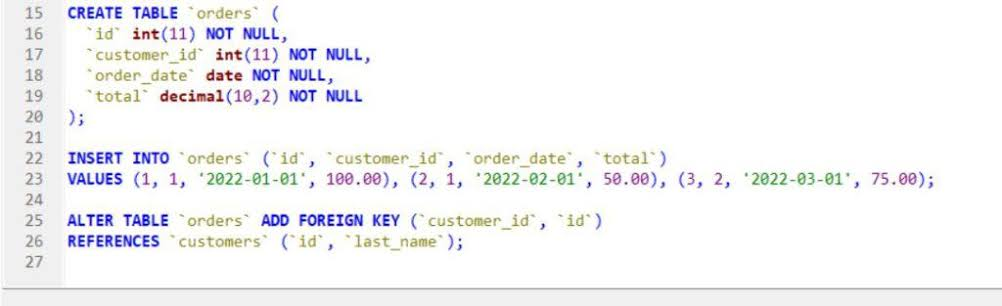 15 CREATE TABLE `orders` (
16 `id` int(11) NOT NULL,
17 `customer_id` int(11) NOT NULL,
18 `order_date` date NOT NULL,
19 `total` decimal(10,2) NOT NULL
20 );
21
22 INSERT INTO `orders` (`id`, `customer_id`, `order_date`, `total`)
23 VALUES (1, 1, '2022-01-01', 100.00), (2, 1, '2022-02-01', 50.00), (3, 2, '2022-03-01', 75.00);
24
25 ALTER TABLE `orders` ADD FOREIGN KEY (`customer_id`, `id`)
26 REFERENCES `customers` (`id`, `last_name`);
27